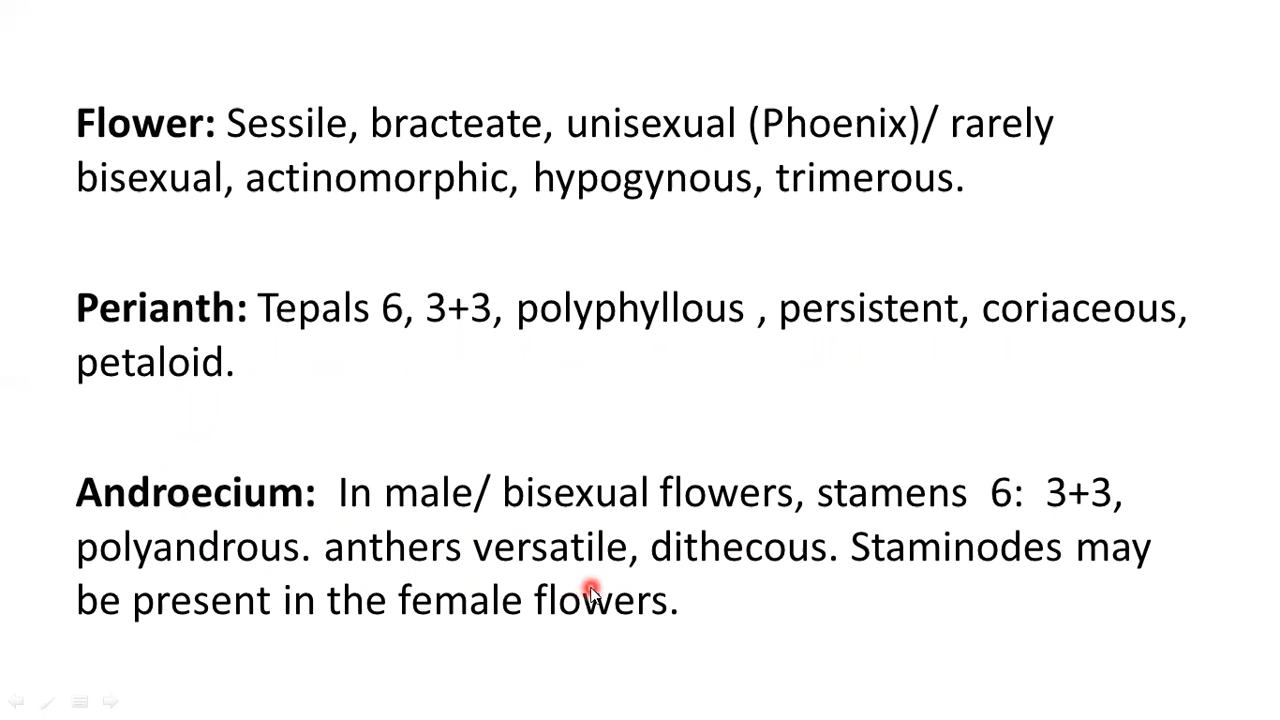 Flower: Sessile, bracteate, unisexual (Phoenix)/ rarely
bisexual, actinomorphic, hypogynous, trimerous.
Perianth: Tepals 6, 3+3, polyphyllous , persistent, coriaceous,
petaloid.
Androecium:  In male/ bisexual flowers, stamens  6:  3+3,
polyandrous. anthers versatile, dithecous. Staminodes may
be present in the female flowers.